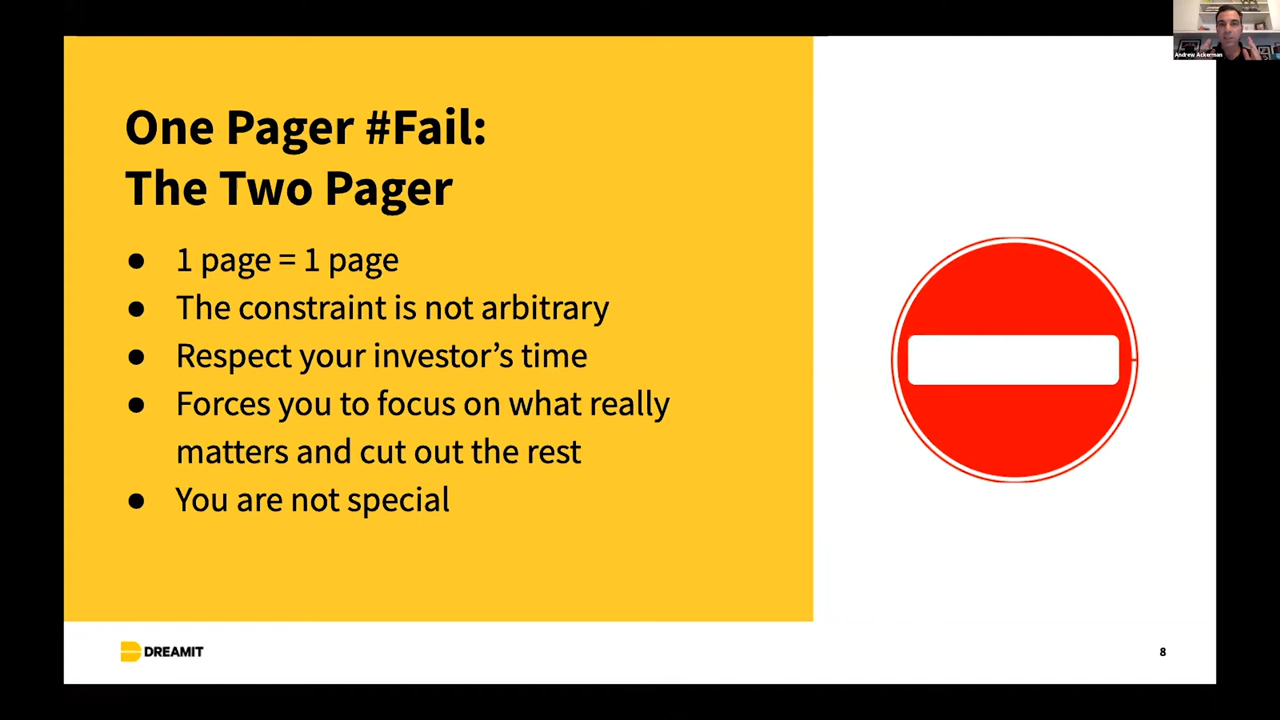 Andrew Ackerman
One Pager #Fail:
The Two Pager
● 1 page = 1 page
● The constraint is not arbitrary
● Respect your investor’s time
● Forces you to focus on what really
matters and cut out the rest
● You are not special
DREAMIT
8